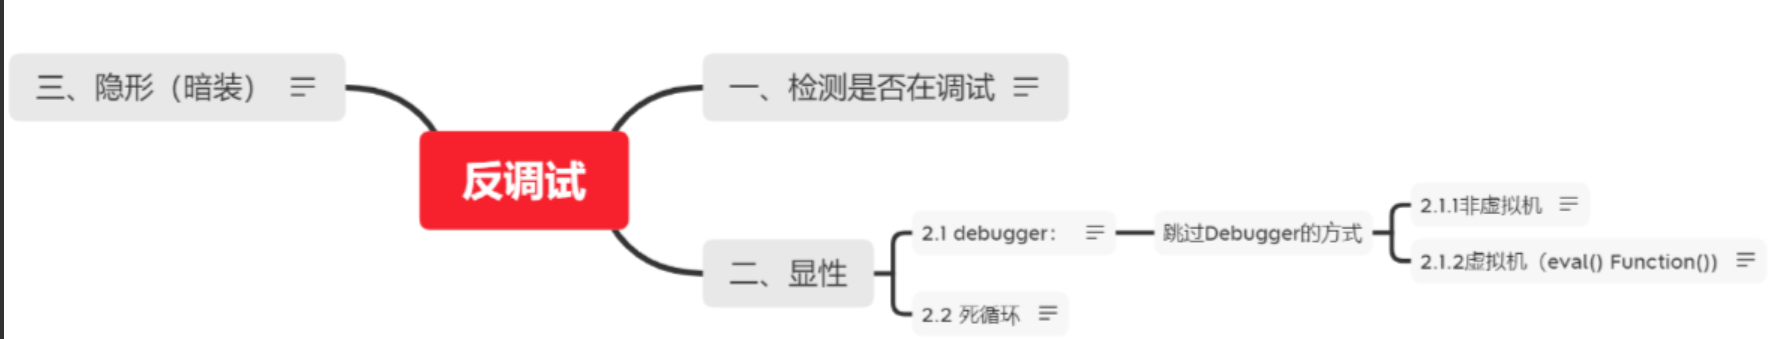 三、隐形（暗装）
一、检测是否在调试
反调试
二、显性
2.1 debugger：
跳过Debugger的方式
2.1.1非虚拟机
2.1.2虚拟机（eval() Function()）
2.2 死循环